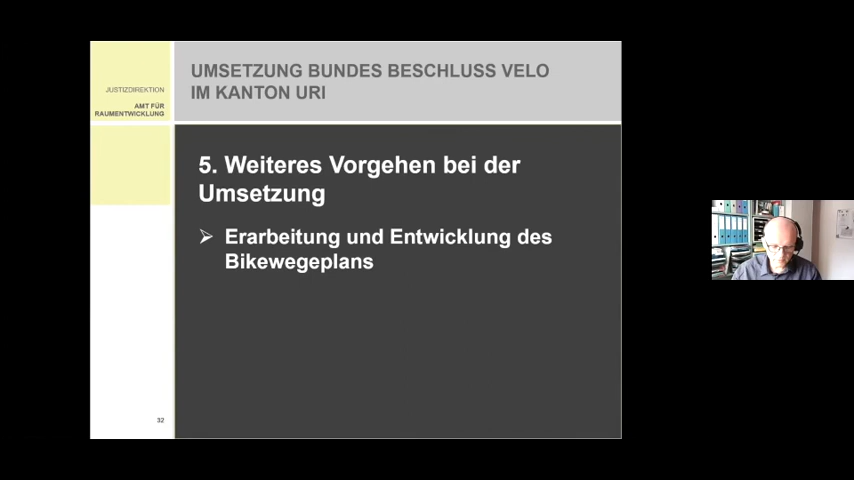 JUSTIZDIREKTION
AMT FÜR
RAUMENTWICKLUNG
UMSETZUNG BUNDES BESCHLUSS VELO
IM KANTON URI
5. Weiteres Vorgehen bei der
Umsetzung
➢ Erarbeitung und Entwicklung des
Bikewegeplans
32